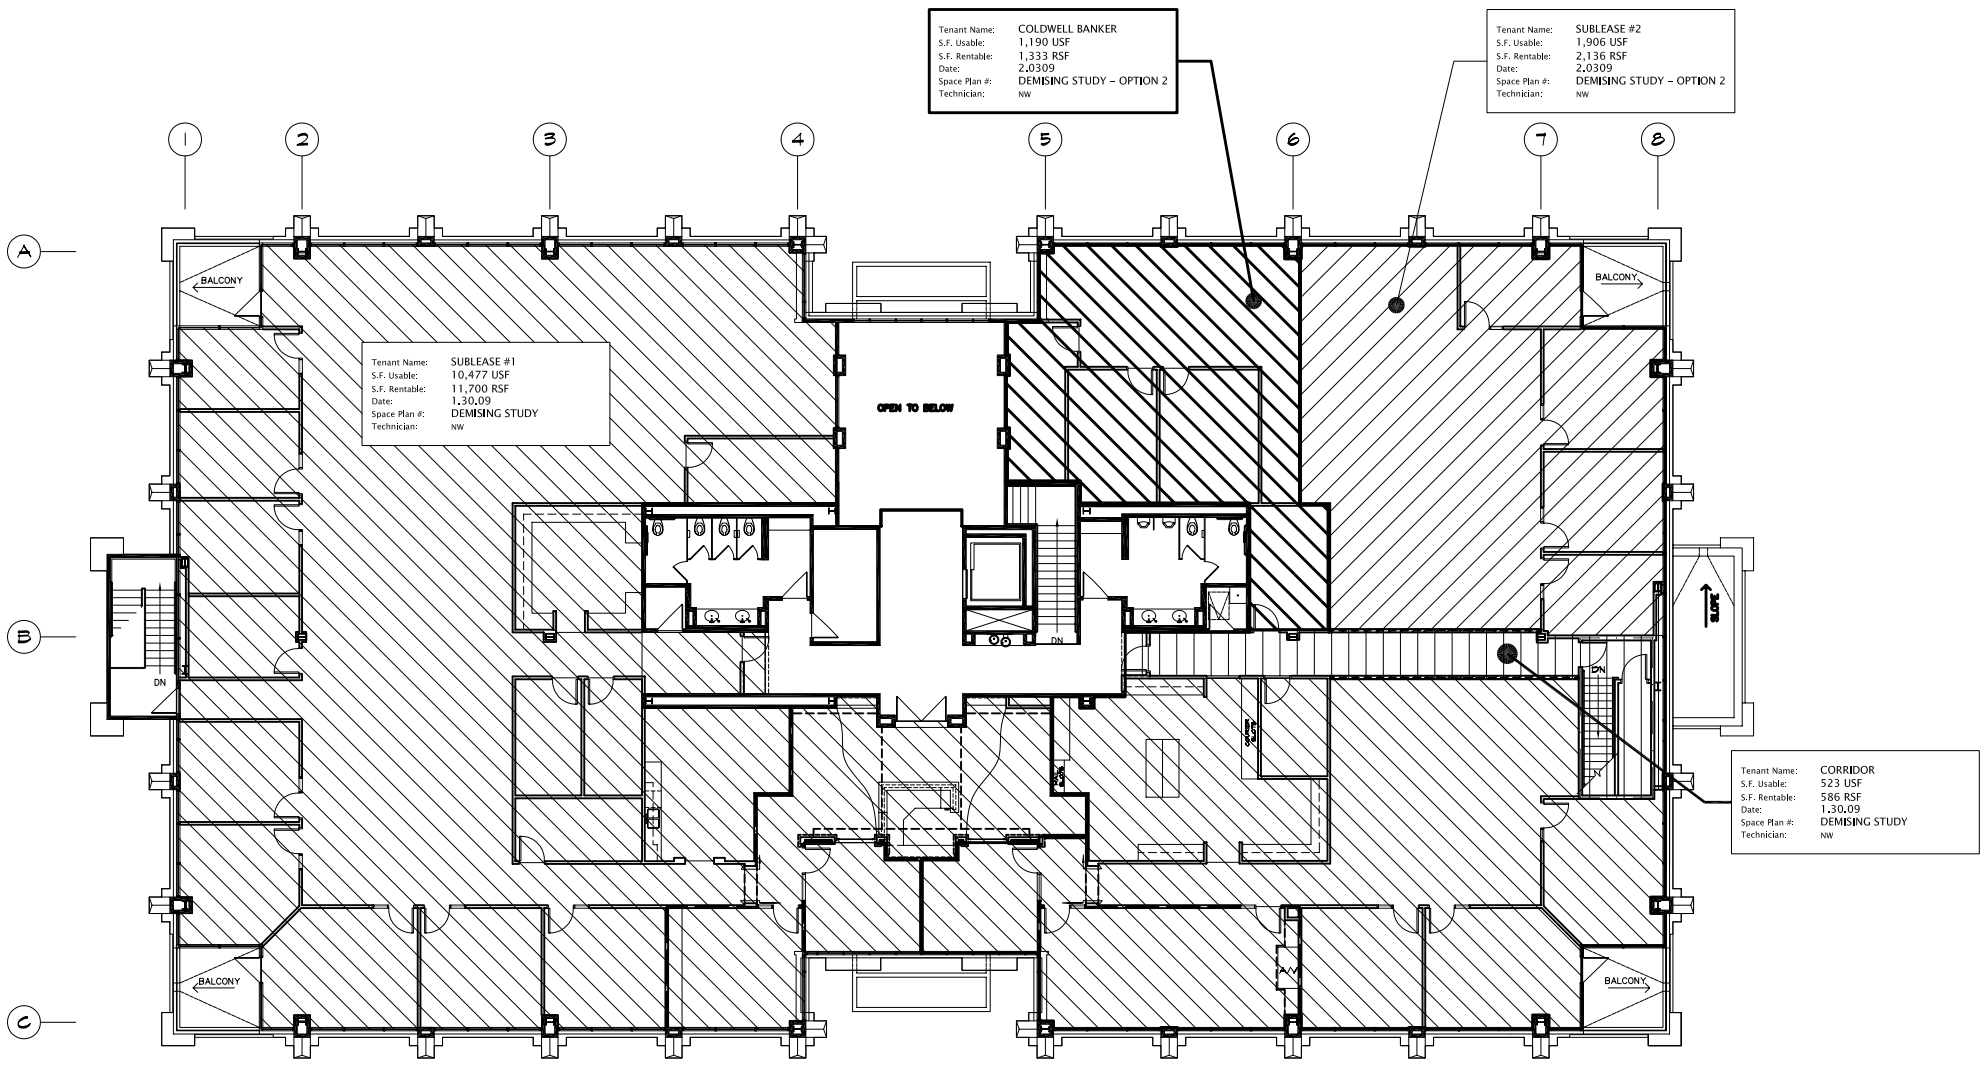 Tenant Name: COLDWELL BANKER
S.F. Usable: 1,190 USF
S.F. Rentable: 1,333 RSF
Date: 2.0309
Space Plan #: DEMISING STUDY – OPTION 2
Technician: NW
Tenant Name: SUBLEASE #2
S.F. Usable: 1,906 USF
S.F. Rentable: 2,136 RSF
Date: 2.0309
Space Plan #: DEMISING STUDY – OPTION 2
Technician: NW
1 2 3 4 5 6 7 8
A
BALCONY
BALCONY
Tenant Name: SUBLEASE #1
S.F. Usable: 10,477 USF
S.F. Rentable: 11,700 RSF
Date: 1.30.09
Space Plan #: DEMISING STUDY
Technician: NW
OPEN TO BELOW
SLOPE
B
DN
DN
DN
COURIER
SLOTS
MAIL
SLOTS
Tenant Name: CORRIDOR
S.F. Usable: 523 USF
S.F. Rentable: 586 RSF
Date: 1.30.09
Space Plan #: DEMISING STUDY
Technician: NW
BALCONY
BALCONY
C